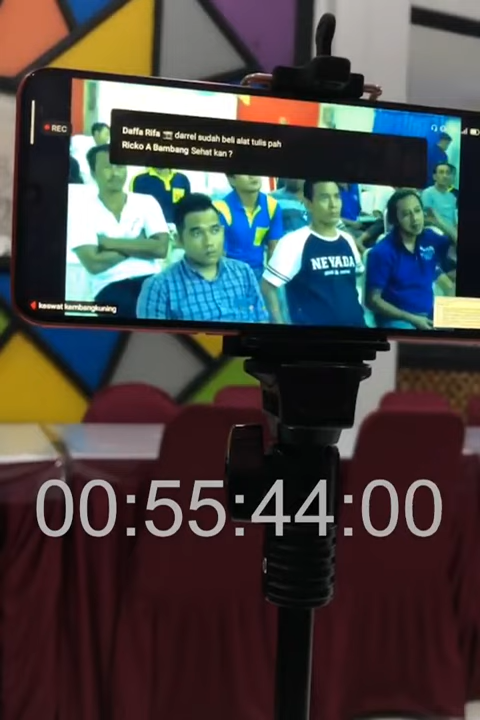 REC
Daffa Rifa darrel sudah beli alat tulis pah
Ricko A Bambang Sehat kan ?
NEVADA
keswat kembangkuning
00:55:44:00